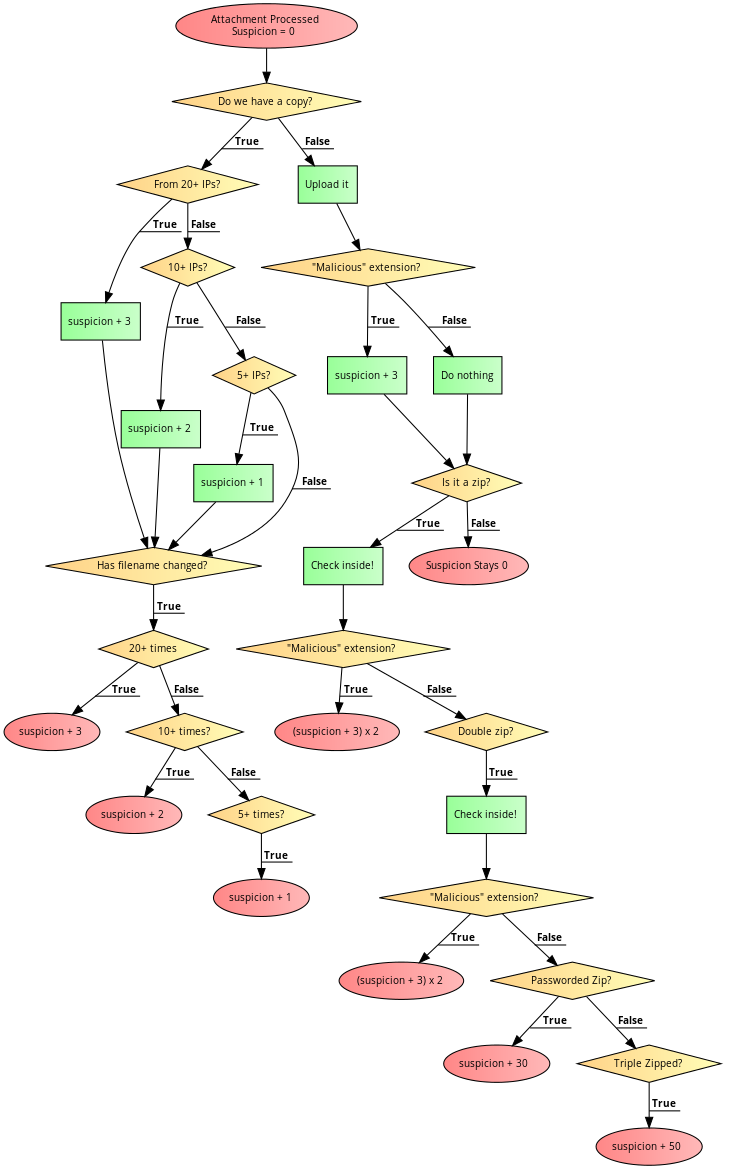 Attachment Processed
Suspicion = 0
Do we have a copy?
True
False
From 20+ IPs?
Upload it
True
False
10+ IPs?
"Malicious" extension?
suspicion + 3
True
False
True
False
5+ IPs?
suspicion + 3
Do nothing
suspicion + 2
True
suspicion + 1
False
Is it a zip?
True
False
Has filename changed?
Check inside!
Suspicion Stays 0
True
20+ times
"Malicious" extension?
True
False
True
False
suspicion + 3
10+ times?
(suspicion + 3) x 2
Double zip?
True
False
True
suspicion + 2
5+ times?
Check inside!
True
suspicion + 1
"Malicious" extension?
True
False
(suspicion + 3) x 2
Passworded Zip?
True
False
suspicion + 30
Triple Zipped?
True
suspicion + 50